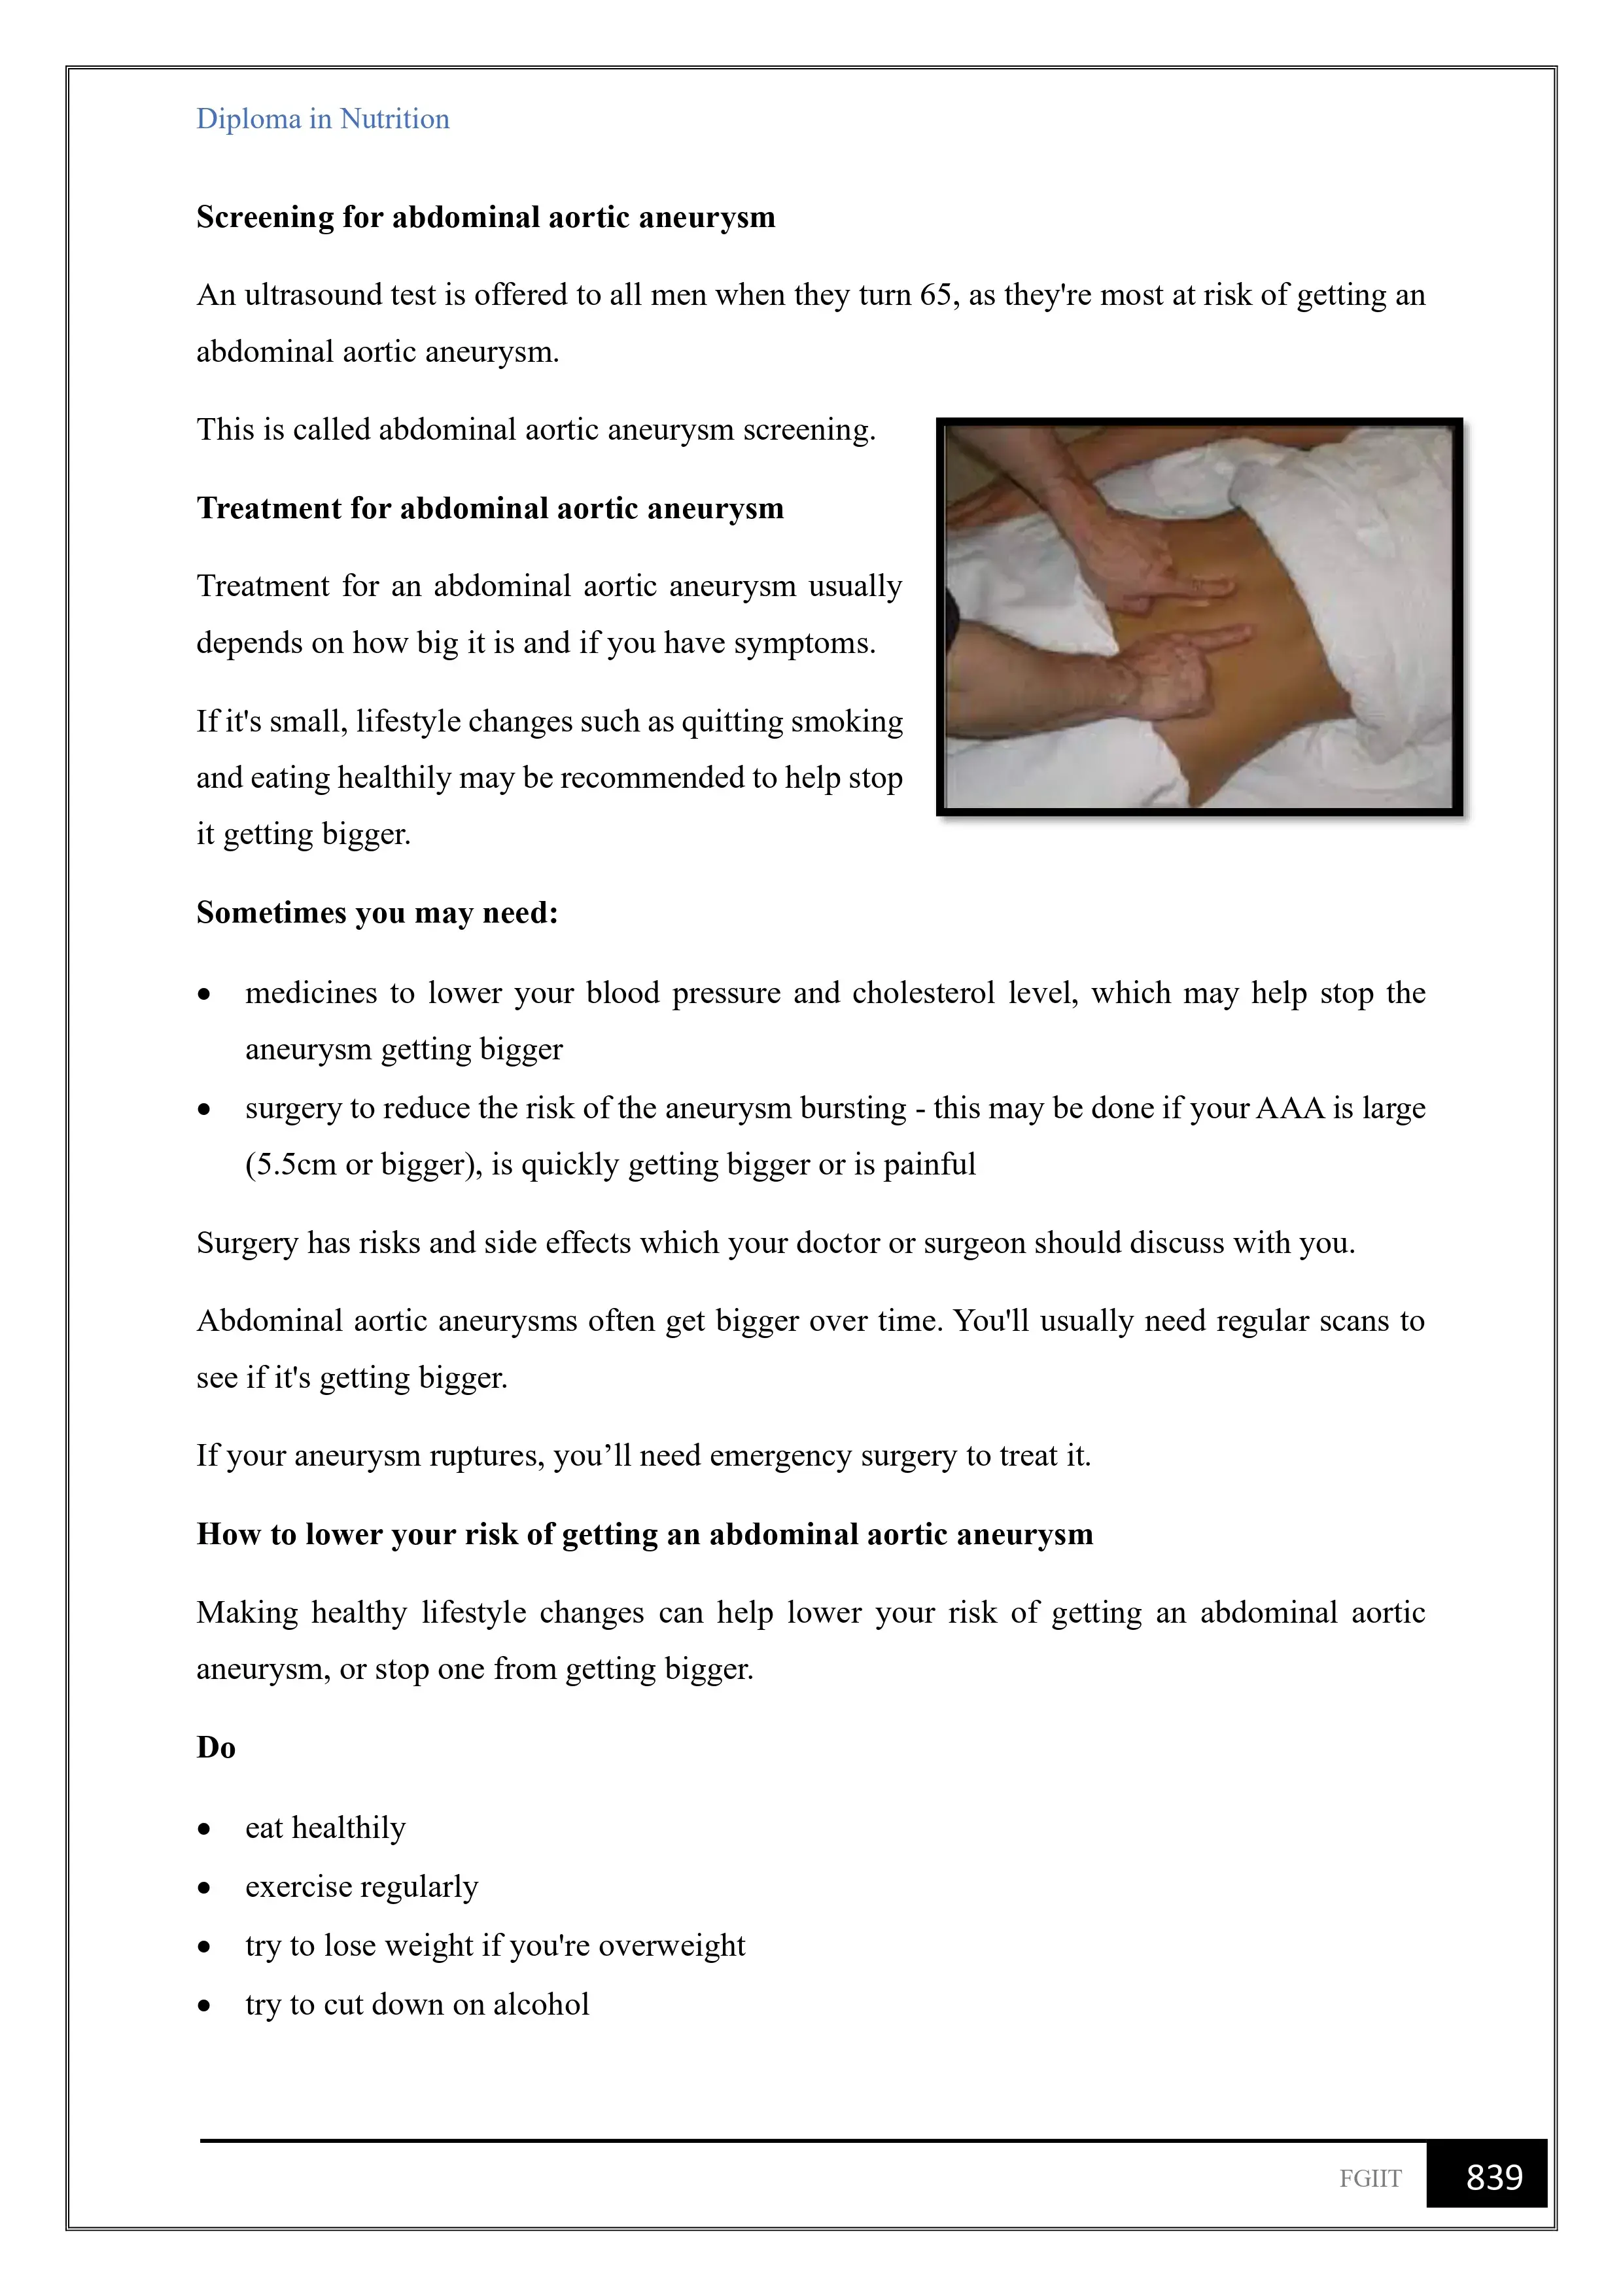 Diploma in Nutrition
Screening for abdominal aortic aneurysm
An ultrasound test is offered to all men when they turn 65, as they're most at risk of getting an
abdominal aortic aneurysm.
This is called abdominal aortic aneurysm screening.
Treatment for abdominal aortic aneurysm
Treatment for an abdominal aortic aneurysm usually
depends on how big it is and if you have symptoms.
If it's small, lifestyle changes such as quitting smoking
and eating healthily may be recommended to help stop
it getting bigger.
Sometimes you may need:
• medicines to lower your blood pressure and cholesterol level, which may help stop the
aneurysm getting bigger
• surgery to reduce the risk of the aneurysm bursting - this may be done if your AAA is large
(5.5cm or bigger), is quickly getting bigger or is painful
Surgery has risks and side effects which your doctor or surgeon should discuss with you.
Abdominal aortic aneurysms often get bigger over time. You'll usually need regular scans to
see if it's getting bigger.
If your aneurysm ruptures, you’ll need emergency surgery to treat it.
How to lower your risk of getting an abdominal aortic aneurysm
Making healthy lifestyle changes can help lower your risk of getting an abdominal aortic
aneurysm, or stop one from getting bigger.
Do
• eat healthily
• exercise regularly
• try to lose weight if you're overweight
• try to cut down on alcohol
FGIIT 839